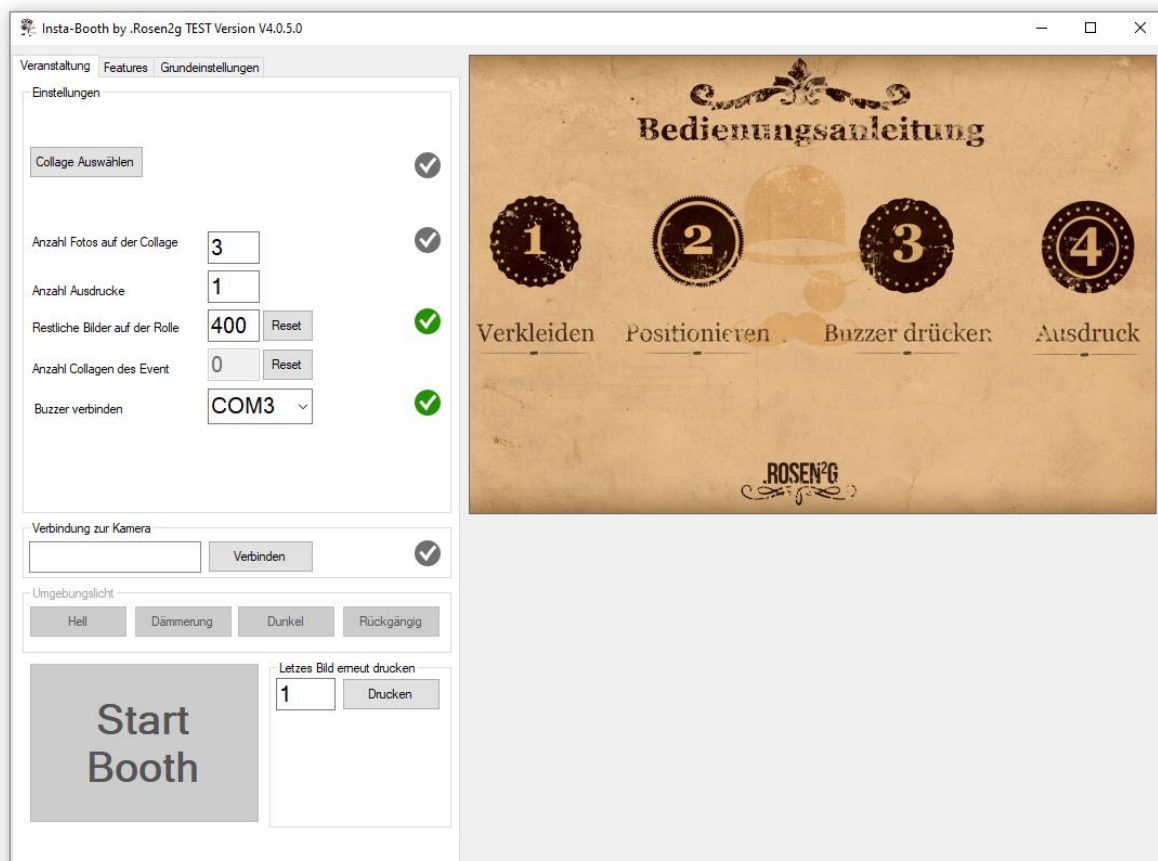 Insta-Booth by .Rosen2g TEST Version V4.0.5.0
Veranstaltung Features Grundeinstellungen
Einstellungen
Collage Auswählen
Anzahl Fotos auf der Collage 3
Anzahl Ausdrucke 1
Restliche Bilder auf der Rolle 400 Reset
Anzahl Collagen des Event 0 Reset
Buzzer verbinden COM3
Verbindung zur Kamera
Verbinden
Umgebungslicht
Hell Dämmerung Dunkel Rückgängig
Start
Booth
Letzes Bild erneut drucken
1 Drucken
Bedienungsanleitung
1 2 3 4
Verkleiden Positionieren Buzzer drücken Ausdruck
.ROSEN²G